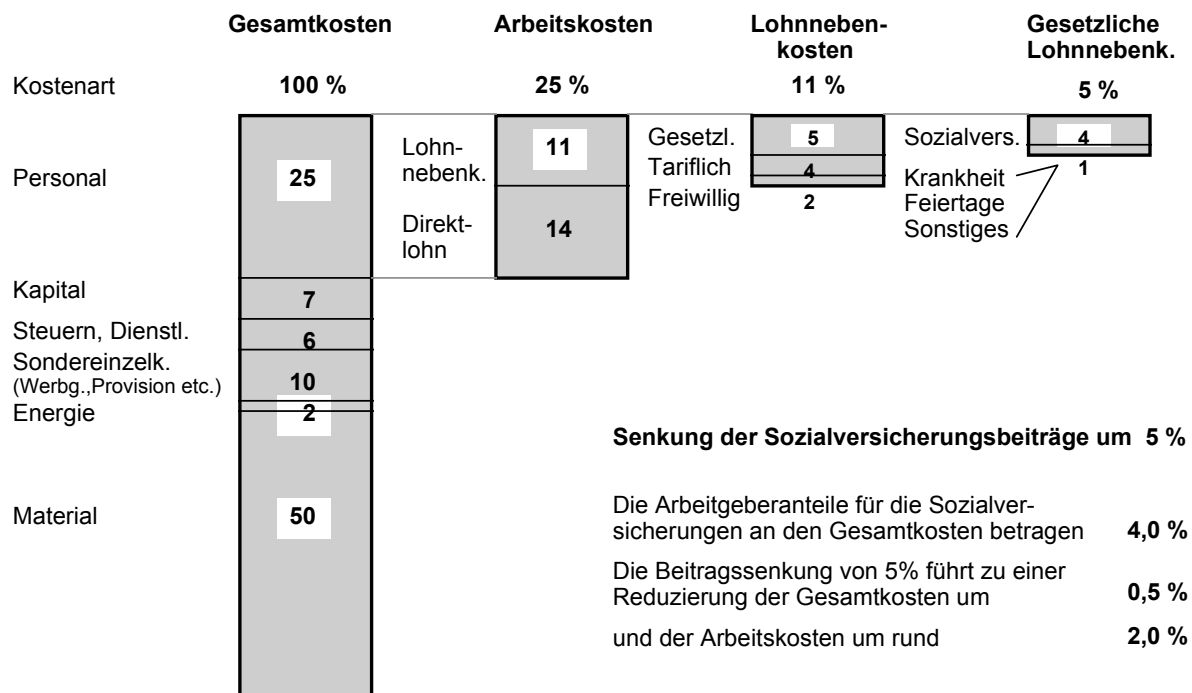 Gesamtkosten
Arbeitskosten
Lohnneben-
kosten
Gesetzliche
Lohnnebenk.
Kostenart
100 %
25 %
11 %
5 %
Personal
25
Lohn-
nebenk.
11
Direkt-
lohn
14
Gesetzl.
5
Tariflich
4
Freiwillig
2
Sozialvers.
4
Krankheit
1
Feiertage
Sonstiges
Kapital
7
Steuern, Dienstl.
6
Sondereinzelk.
(Werbg.,Provision etc.)
10
Energie
2
Material
50
Senkung der Sozialversicherungsbeiträge um 5 %
Die Arbeitgeberanteile für die Sozialver-
sicherungen an den Gesamtkosten betragen 4,0 %
Die Beitragssenkung von 5% führt zu einer
Reduzierung der Gesamtkosten um 0,5 %
und der Arbeitskosten um rund 2,0 %